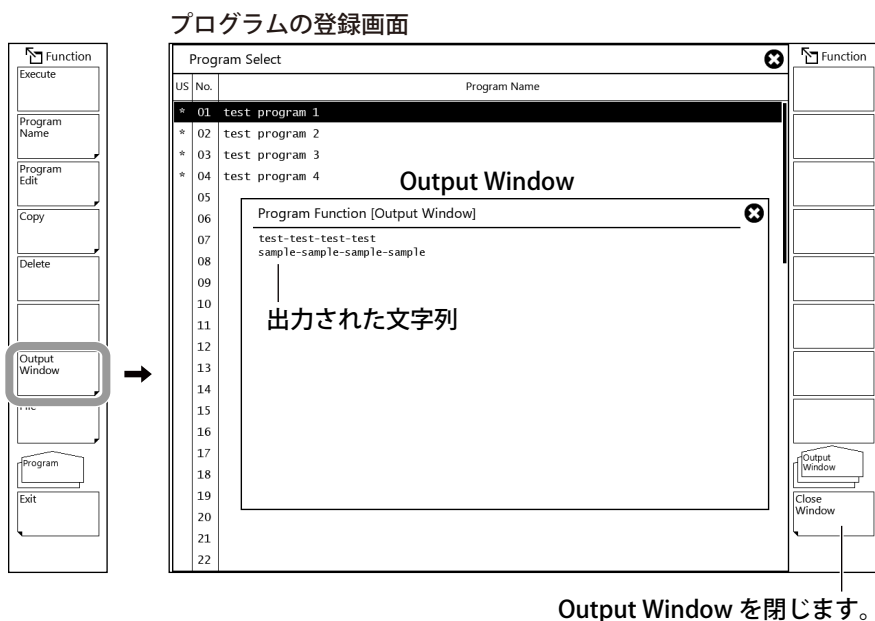 プログラムの登録画面
Function
Execute
Program
Name
Program
Edit
Copy
Delete
Output
Window
Program
Exit
Program Select
US No. Program Name
* 01 test program 1
* 02 test program 2
* 03 test program 3
* 04 test program 4
05
06
07
08
09
10
11
12
13
14
15
16
17
18
19
20
21
22
Output Window
Program Function [Output Window]
test-test-test-test
sample-sample-sample-sample
出力された文字列
Function
Output
Window
Close
Window
Output Window を閉じます。